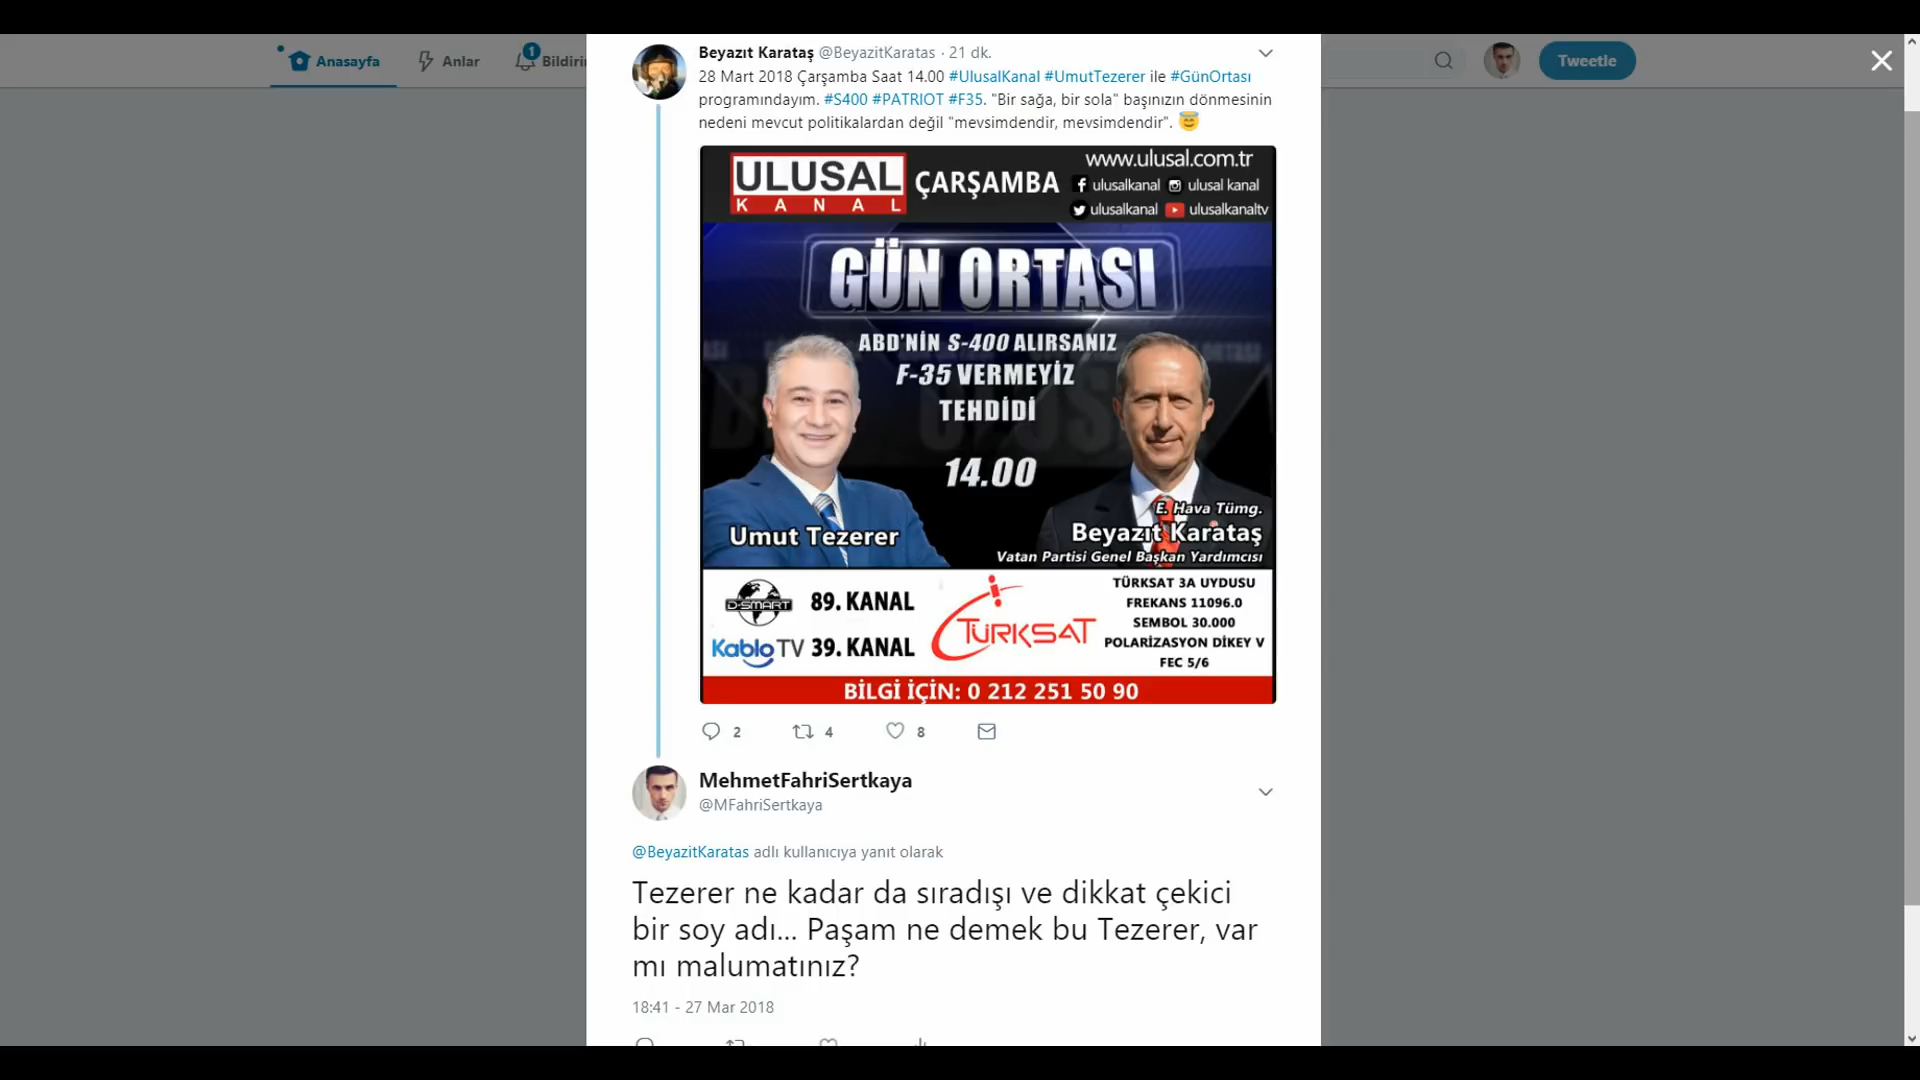 Anasayfa
Anlar
1
Bildiri
Tweetle
Beyazıt Karataş @BeyazitKaratas · 21 dk.
28 Mart 2018 Çarşamba Saat 14.00 #UlusalKanal #UmutTezerer ile #GünOrtası
programındayım. #S400 #PATRIOT #F35. "Bir sağa, bir sola" başınızın dönmesinin
nedeni mevcut politikalardan değil "mevsimdendir, mevsimdendir".
ULUSAL
KANAL
ÇARŞAMBA
www.ulusal.com.tr
ulusalkanal ulusal kanal
ulusalkanal ulusalkanaltv
GÜN ORTASI
ABD'NİN S-400 ALIRSANIZ
F-35 VERMEYİZ
TEHDİDİ
14.00
Umut Tezerer
E. Hava Tümg.
Beyazıt Karataş
Vatan Partisi Genel Başkan Yardımcısı
D-SMART 89. KANAL
KabloTV 39. KANAL
TÜRKSAT
TÜRKSAT 3A UYDUSU
FREKANS 11096.0
SEMBOL 30.000
POLARİZASYON DİKEY V
FEC 5/6
BİLGİ İÇİN: 0 212 251 50 90
2 4 8
MehmetFahriSertkaya
@MFahriSertkaya
@BeyazitKaratas adlı kullanıcıya yanıt olarak
Tezerer ne kadar da sıradışı ve dikkat çekici
bir soy adı... Paşam ne demek bu Tezerer, var
mı malumatınız?
18:41 - 27 Mar 2018